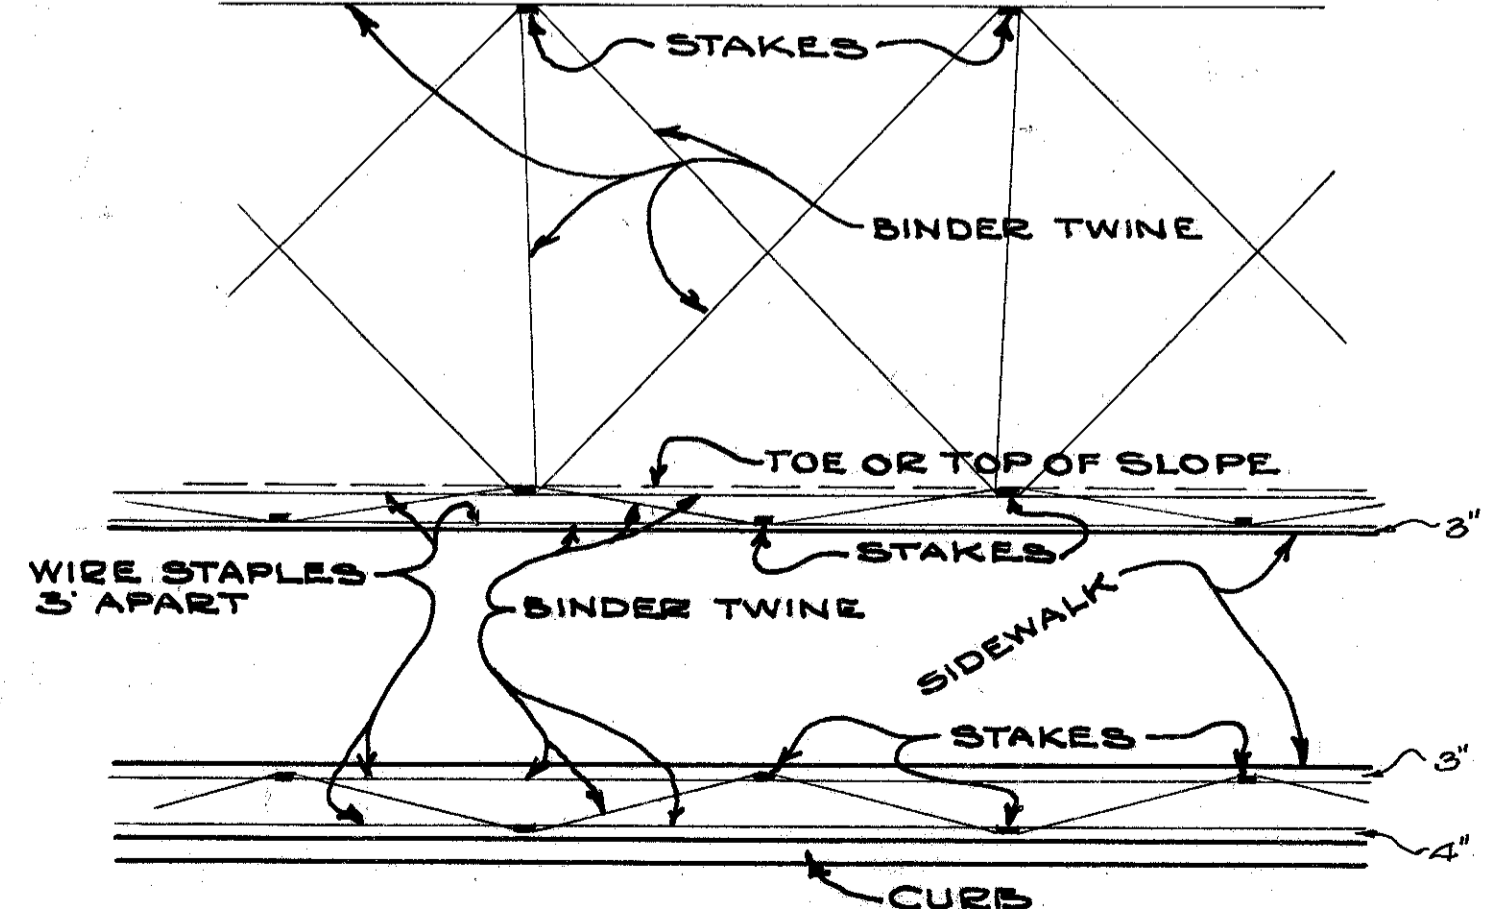 STAKES
BINDER TWINE
TOE OR TOP OF SLOPE
3"
STAKES
WIRE STAPLES
3' APART
BINDER TWINE
SIDEWALK
STAKES
3"
4"
CURB